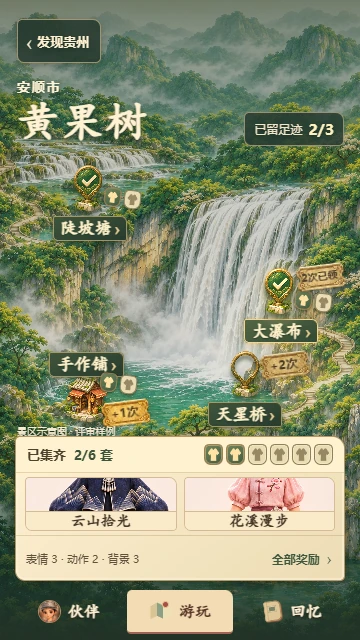 ‹ 发现贵州
安顺市
黄果树
已留足迹 2/3
陡坡塘 ›
2次已领
大瀑布 ›
手作铺 ›
+2次
+1次
天星桥 ›
景区示意图 · 评审样例
已集齐 2/6 套
云山拾光
花溪漫步
表情 3 · 动作 2 · 背景 3
全部奖励 ›
伙伴
游玩
回忆